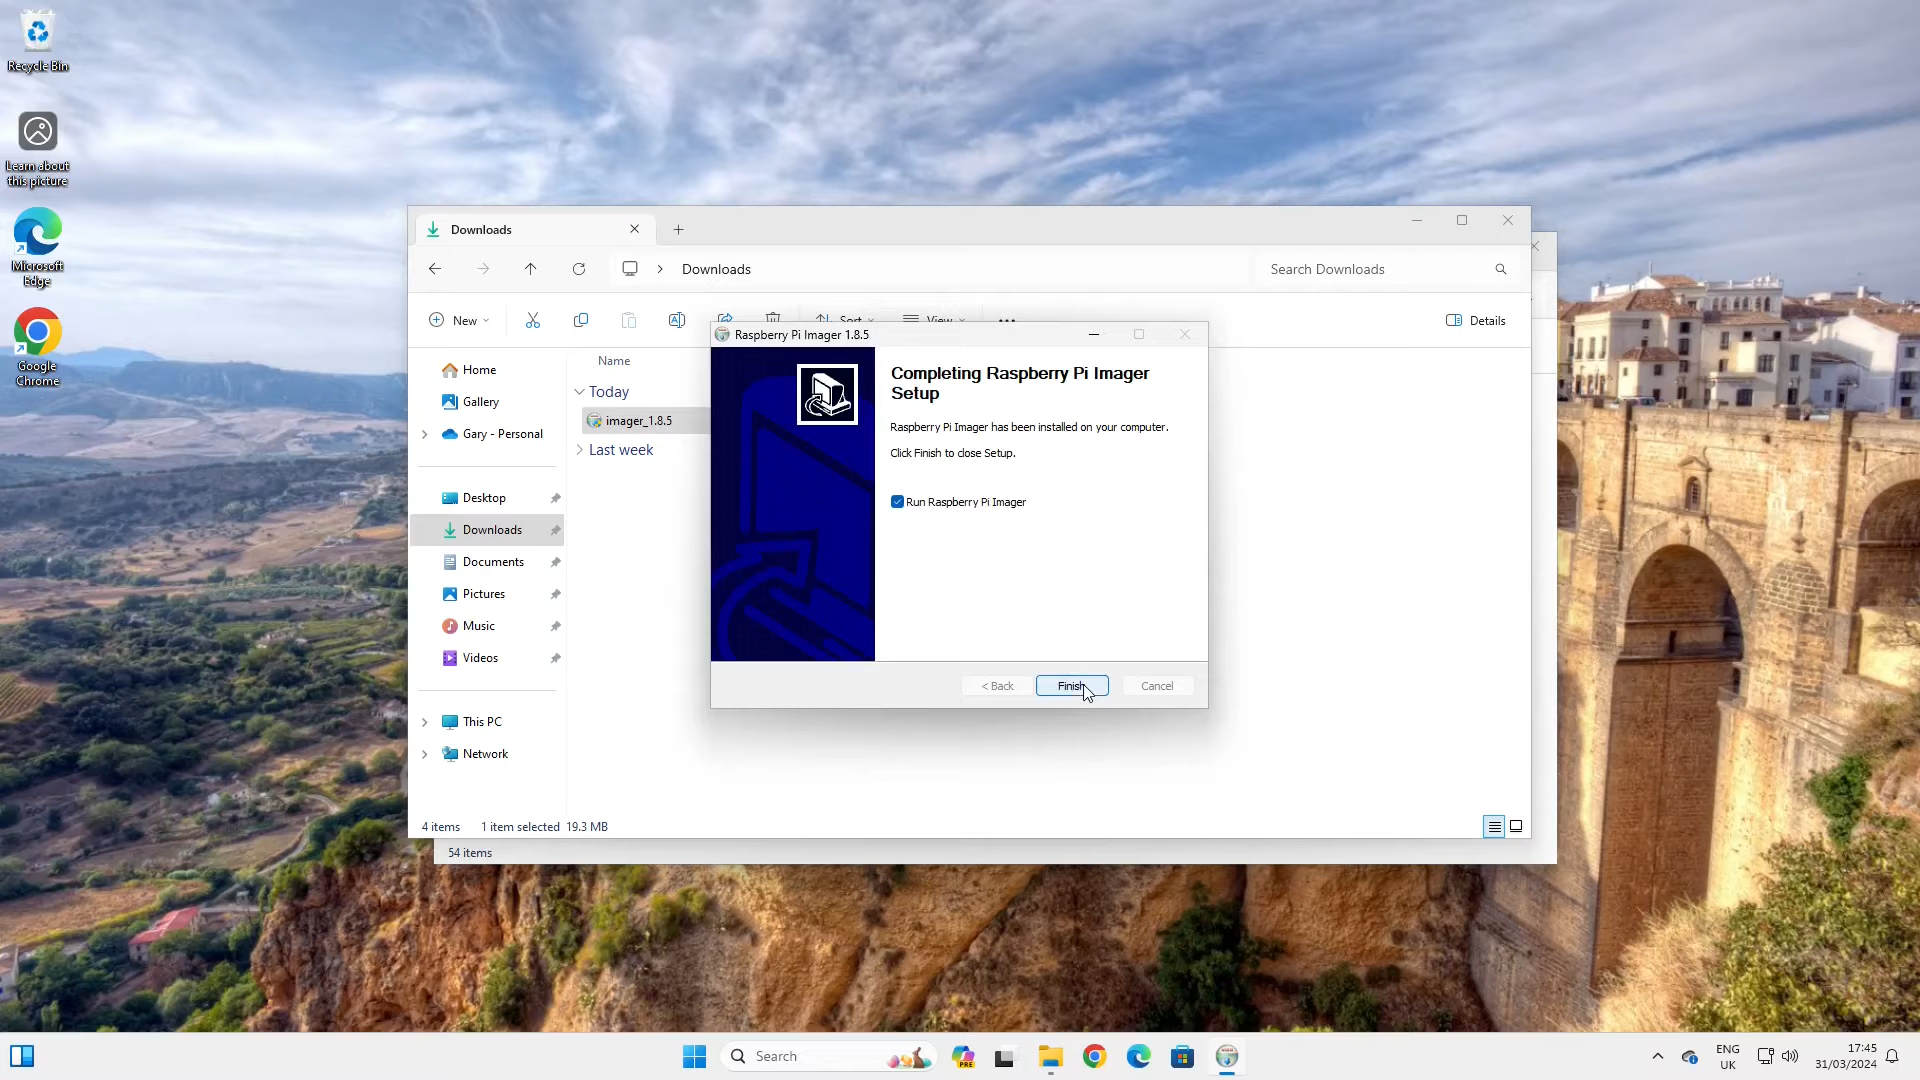 Recycle Bin
Learn about
this picture
Microsoft
Edge
Google
Chrome
Downloads
Downloads
Search Downloads
New
Sort
View
Details
Home
Gallery
Gary - Personal
Desktop
Downloads
Documents
Pictures
Music
Videos
This PC
Network
Name
Today
imager_1.8.5
Last week
Raspberry Pi Imager 1.8.5
Completing Raspberry Pi Imager
Setup
Raspberry Pi Imager has been installed on your computer.
Click Finish to close Setup.
Run Raspberry Pi Imager
< Back
Finish
Cancel
4 items
1 item selected 19.3 MB
54 items
Search
PRE
ENG
UK
17:45
31/03/2024